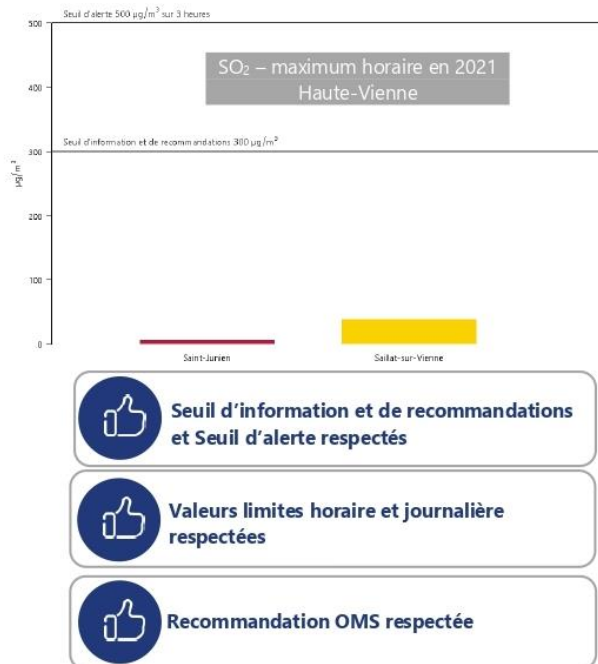 Seuil d'alerte 500 µg/m³ sur 3 heures
500
SO₂ – maximum horaire en 2021
Haute-Vienne
400
Seuil d'information et de recommandations 300 µg/m³
300
µg/m³
200
100
0
Saint-Junien
Saillat-sur-Vienne
Seuil d'information et de recommandations
et Seuil d'alerte respectés
Valeurs limites horaire et journalière
respectées
Recommandation OMS respectée